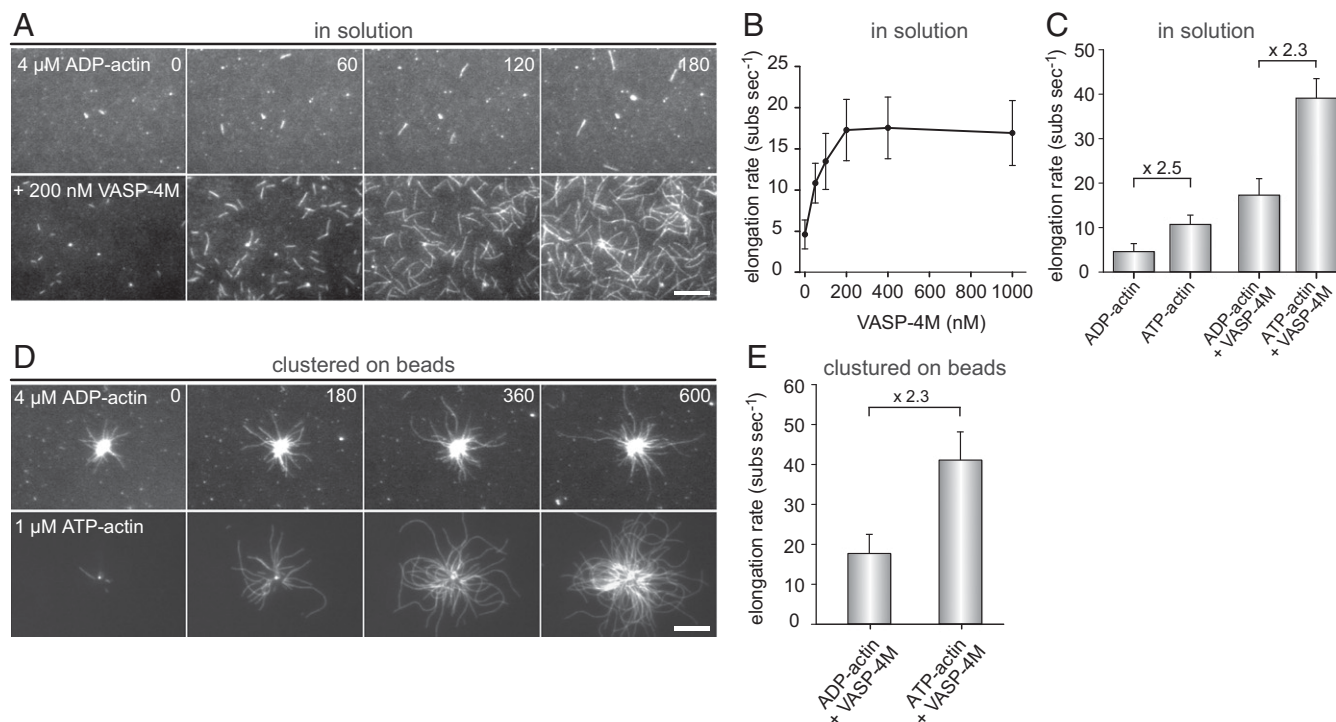 A
in solution
4 μM ADP-actin 0
60
120
180
+ 200 nM VASP-4M
B
in solution
elongation rate (subs sec⁻¹)
25
20
15
10
5
0
0 200 400 600 800 1000
VASP-4M (nM)
C
in solution
elongation rate (subs sec⁻¹)
50
40
30
20
10
0
x 2.5
x 2.3
ADP-actin
ATP-actin
ADP-actin
+ VASP-4M
ATP-actin
+ VASP-4M
D
clustered on beads
4 μM ADP-actin 0
180
360
600
1 μM ATP-actin
E
clustured on beads
elongation rate (subs sec⁻¹)
60
50
40
30
20
10
0
x 2.3
ADP-actin
+ VASP-4M
ATP-actin
+ VASP-4M